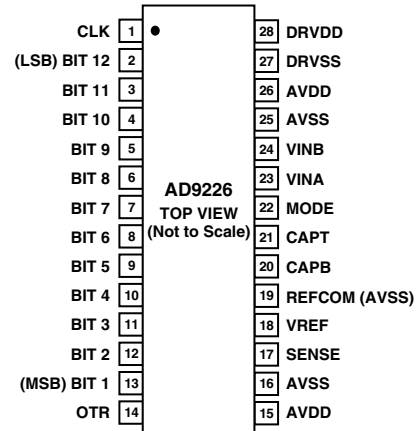 CLK 1 28 DRVDD
(LSB) BIT 12 2 27 DRVSS
BIT 11 3 26 AVDD
BIT 10 4 25 AVSS
BIT 9 5 24 VINB
BIT 8 6 23 VINA
BIT 7 7 22 MODE
BIT 6 8 21 CAPT
BIT 5 9 20 CAPB
BIT 4 10 19 REFCOM (AVSS)
BIT 3 11 18 VREF
BIT 2 12 17 SENSE
(MSB) BIT 1 13 16 AVSS
OTR 14 15 AVDD
AD9226
TOP VIEW
(Not to Scale)